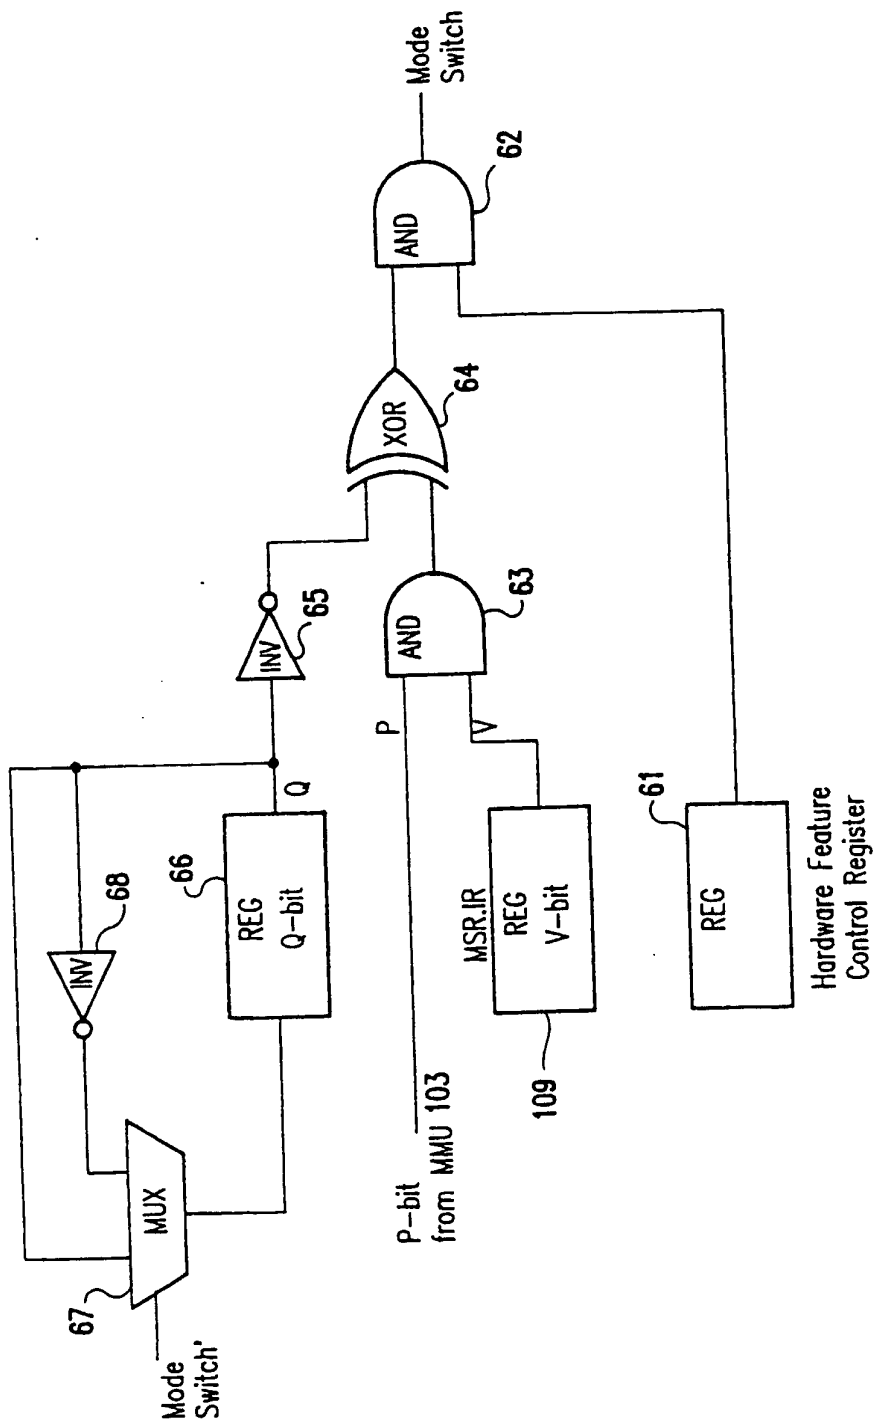 Mode
Switch'
67
MUX
INV
68
66
REG
Q-bit
Q
INV
65
P-bit
from MMU 103
P
V
AND
63
MSR.IR
REG
V-bit
109
XOR
64
AND
62
Mode
Switch
61
REG
Hardware Feature
Control Register